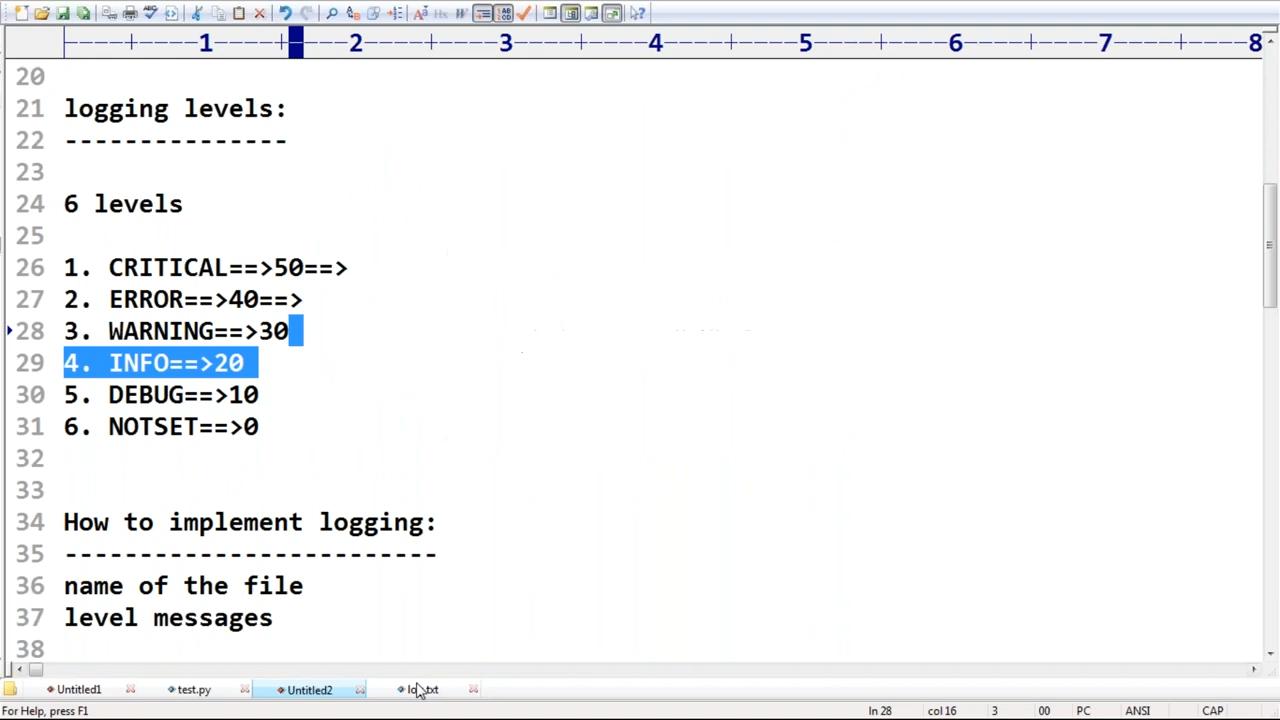 1 2 3 4 5 6 7 8
20
21 logging levels:
22 ---------------
23
24 6 levels
25
26 1. CRITICAL==>50==>
27 2. ERROR==>40==>
28 3. WARNING==>30
29 4. INFO==>20
30 5. DEBUG==>10
31 6. NOTSET==>0
32
33
34 How to implement logging:
35 -------------------------
36 name of the file
37 level messages
38
Untitled1 test.py Untitled2
For Help, press F1 ln 28 col 16 3 00 PC ANSI CAP